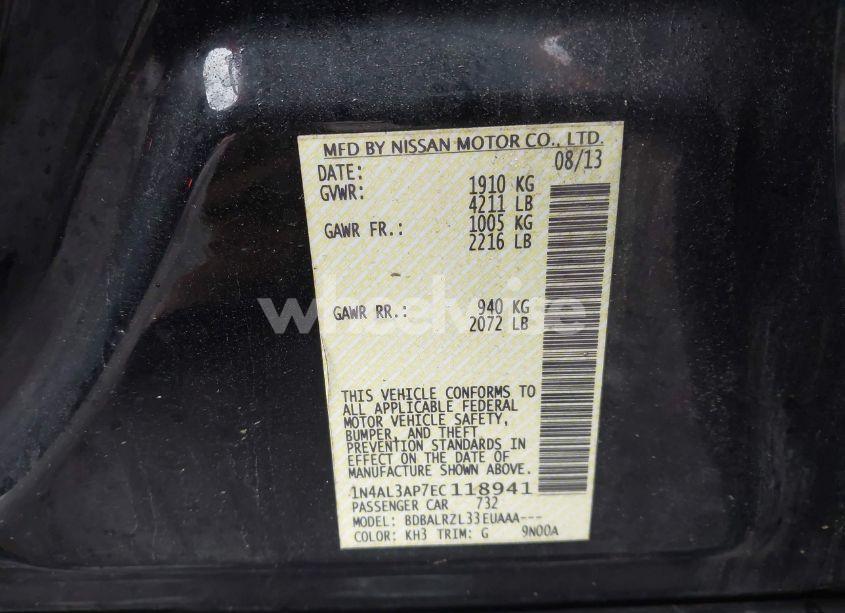 MFD BY NISSAN MOTOR CO., LTD.
DATE: 08/13
GVWR: 1910 KG
4211 LB
GAWR FR.: 1005 KG
2216 LB
wheelwise
GAWR RR.: 940 KG
2072 LB
THIS VEHICLE CONFORMS TO
ALL APPLICABLE FEDERAL
MOTOR VEHICLE SAFETY,
BUMPER, AND THEFT
PREVENTION STANDARDS IN
EFFECT ON THE DATE OF
MANUFACTURE SHOWN ABOVE.
1N4AL3AP7EC118941
PASSENGER CAR 732
MODEL: BDBALRZL33EUAAA---
COLOR: KH3 TRIM: G 9N00A